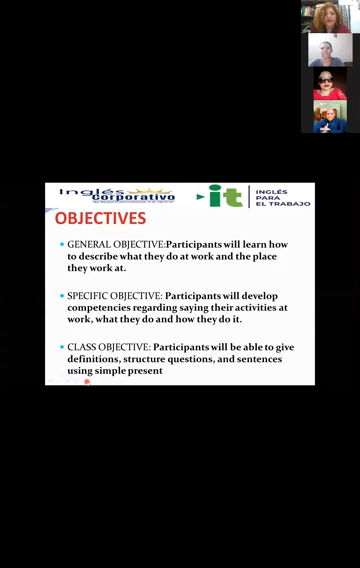 Inglés
corporativo
it
INGLÉS
PARA
EL TRABAJO
OBJECTIVES
GENERAL OBJECTIVE:Participants will learn how
to describe what they do at work and the place
they work at.
SPECIFIC OBJECTIVE: Participants will develop
competencies regarding saying their activities at
work, what they do and how they do it.
CLASS OBJECTIVE: Participants will be able to give
definitions, structure questions, and sentences
using simple present